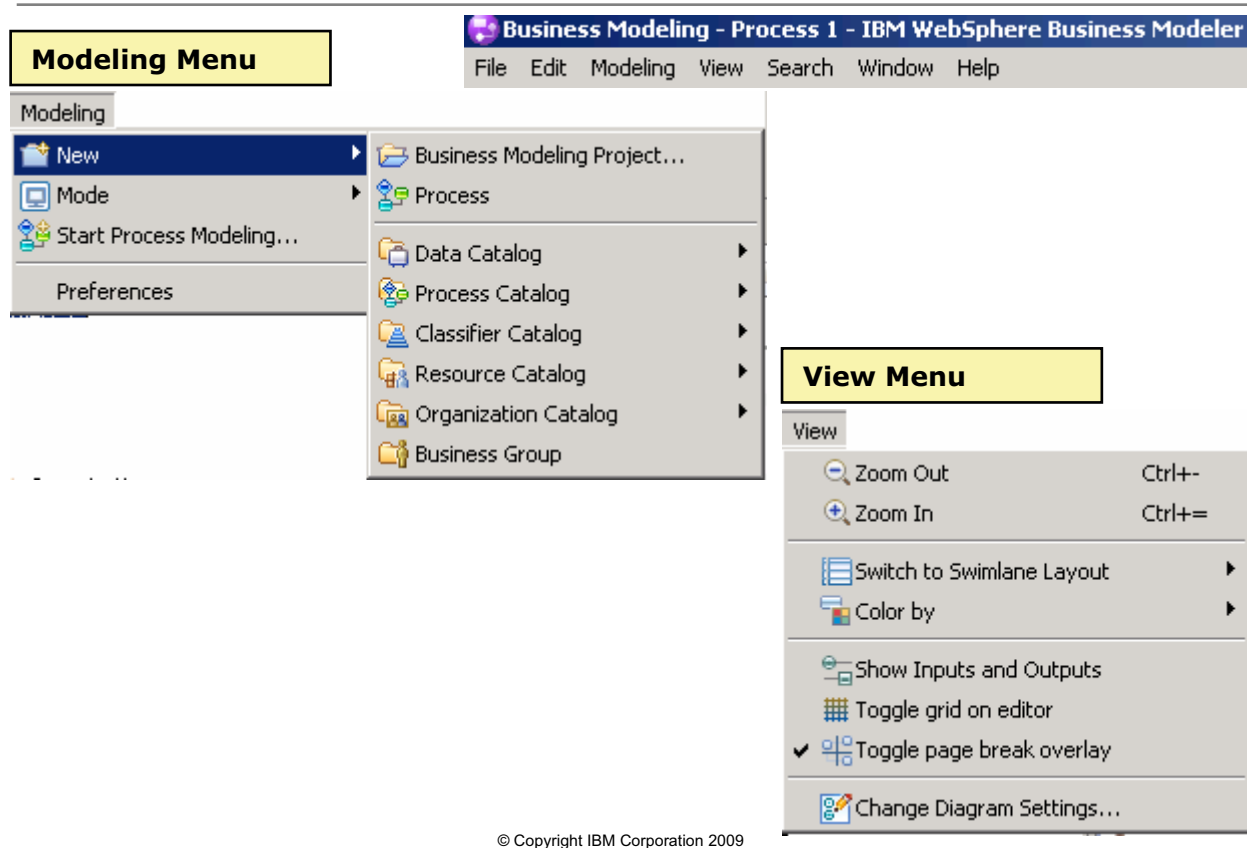 Business Modeling - Process 1 - IBM WebSphere Business Modeler
File Edit Modeling View Search Window Help
Modeling Menu
Modeling
New
Mode
Start Process Modeling...
Preferences
Business Modeling Project...
Process
Data Catalog
Process Catalog
Classifier Catalog
Resource Catalog
Organization Catalog
Business Group
View Menu
View
Zoom Out Ctrl+-
Zoom In Ctrl+=
Switch to Swimlane Layout
Color by
Show Inputs and Outputs
Toggle grid on editor
Toggle page break overlay
Change Diagram Settings...
© Copyright IBM Corporation 2009